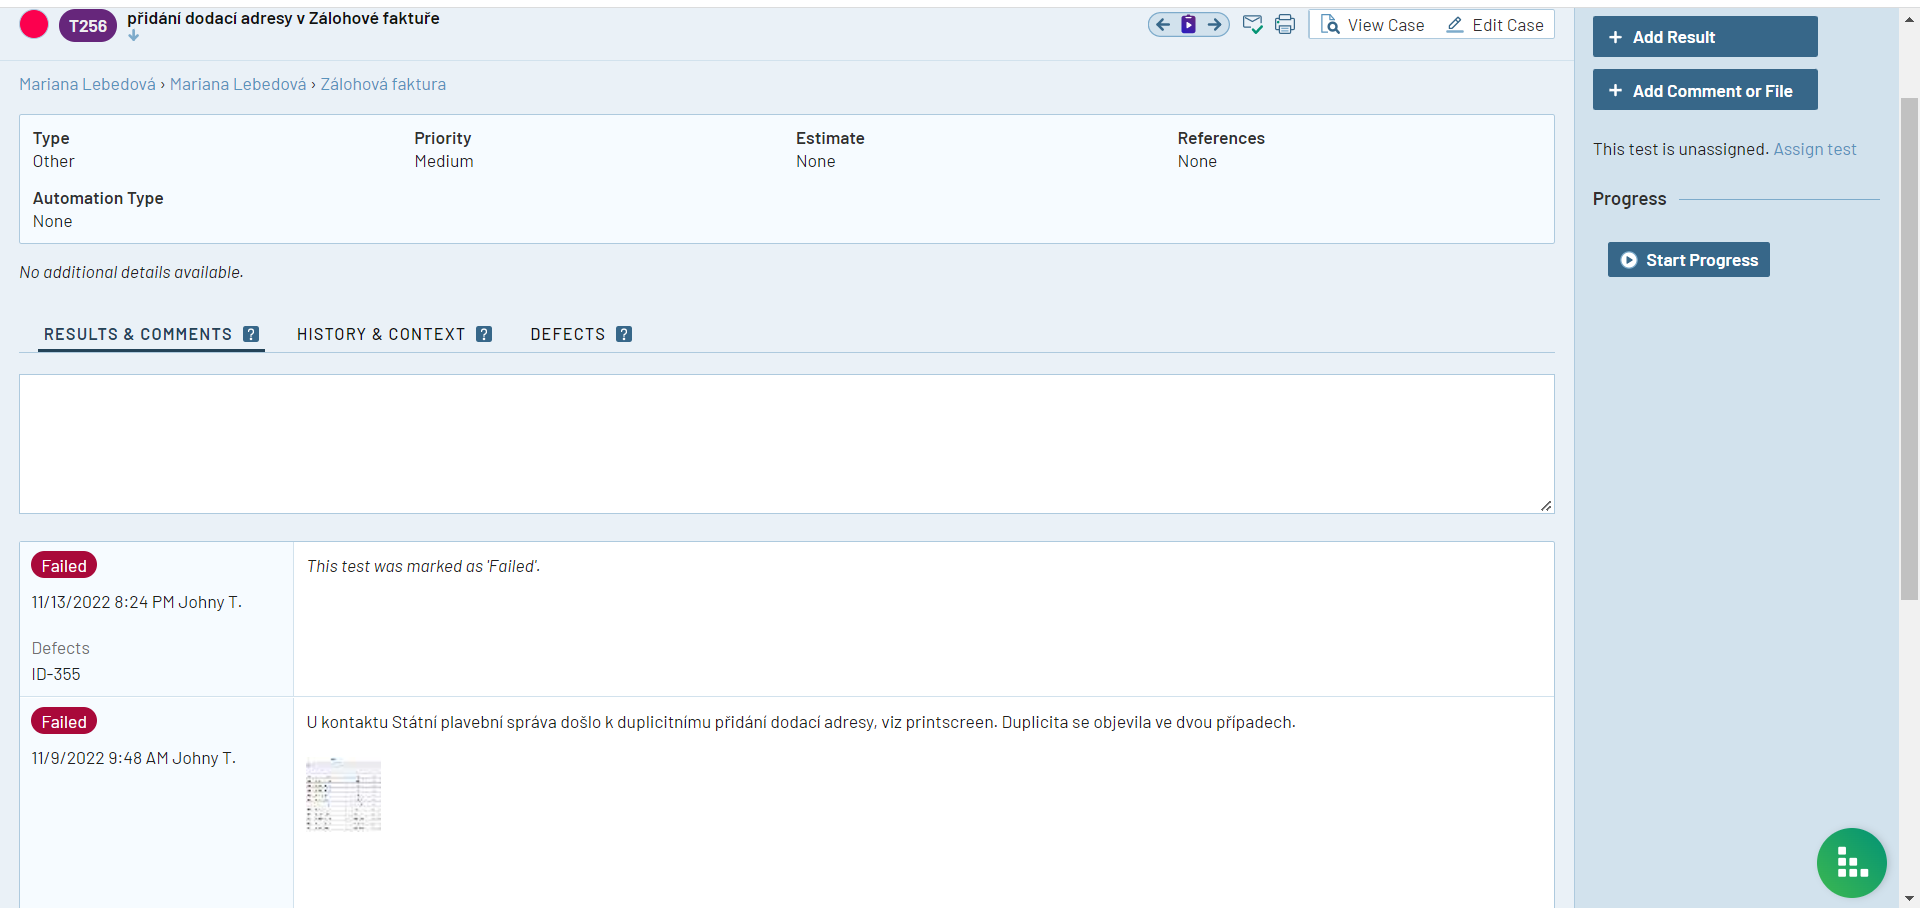 T256 přidání dodací adresy v Zálohové faktuře
View Case Edit Case
Add Result
Add Comment or File
Mariana Lebedová › Mariana Lebedová › Zálohová faktura
Type Priority Estimate References
Other Medium None None
Automation Type
None
This test is unassigned. Assign test
Progress
Start Progress
No additional details available.
RESULTS & COMMENTS ? HISTORY & CONTEXT ? DEFECTS ?
Failed
This test was marked as 'Failed'.
11/13/2022 8:24 PM Johny T.
Defects
ID-355
Failed
U kontaktu Státní plavební správa došlo k duplicitnímu přidání dodací adresy, viz printscreen. Duplicita se objevila ve dvou případech.
11/9/2022 9:48 AM Johny T.